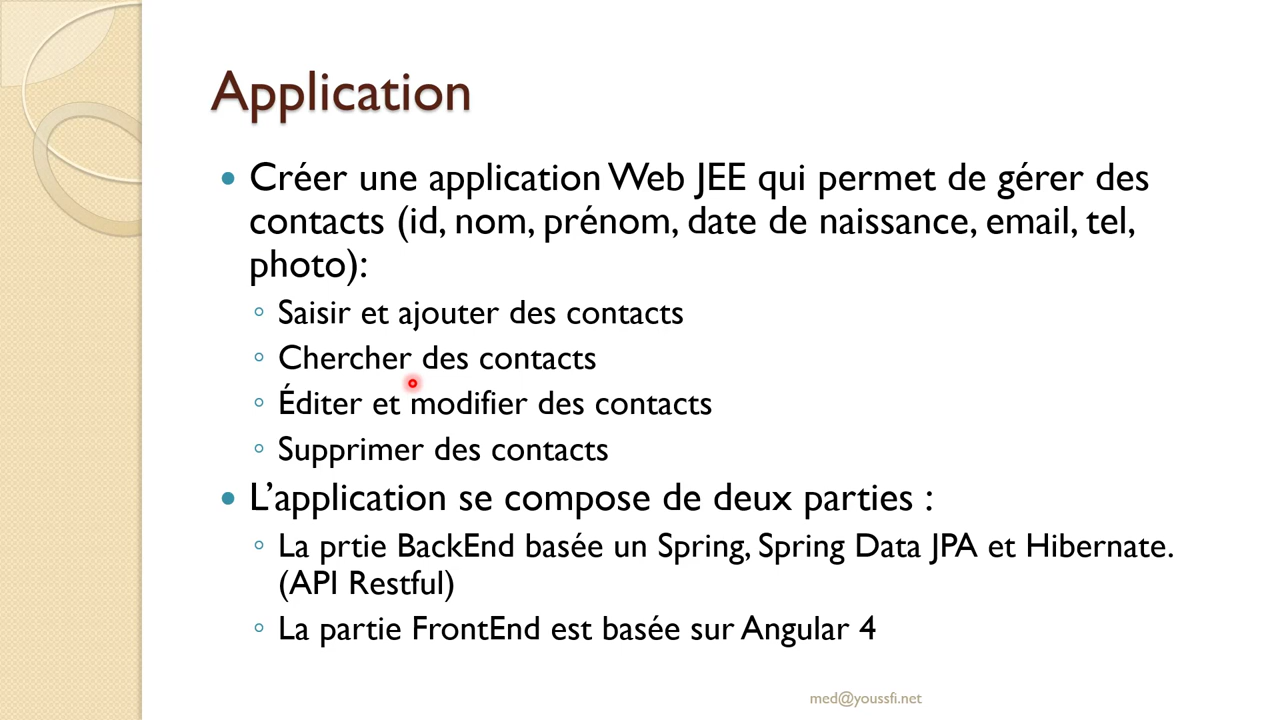 Application
Créer une application Web JEE qui permet de gérer des
contacts (id, nom, prénom, date de naissance, email, tel,
photo):
Saisir et ajouter des contacts
Chercher des contacts
Éditer et modifier des contacts
Supprimer des contacts
L’application se compose de deux parties :
La prtie BackEnd basée un Spring, Spring Data JPA et Hibernate.
(API Restful)
La partie FrontEnd est basée sur Angular 4
med@youssfi.net